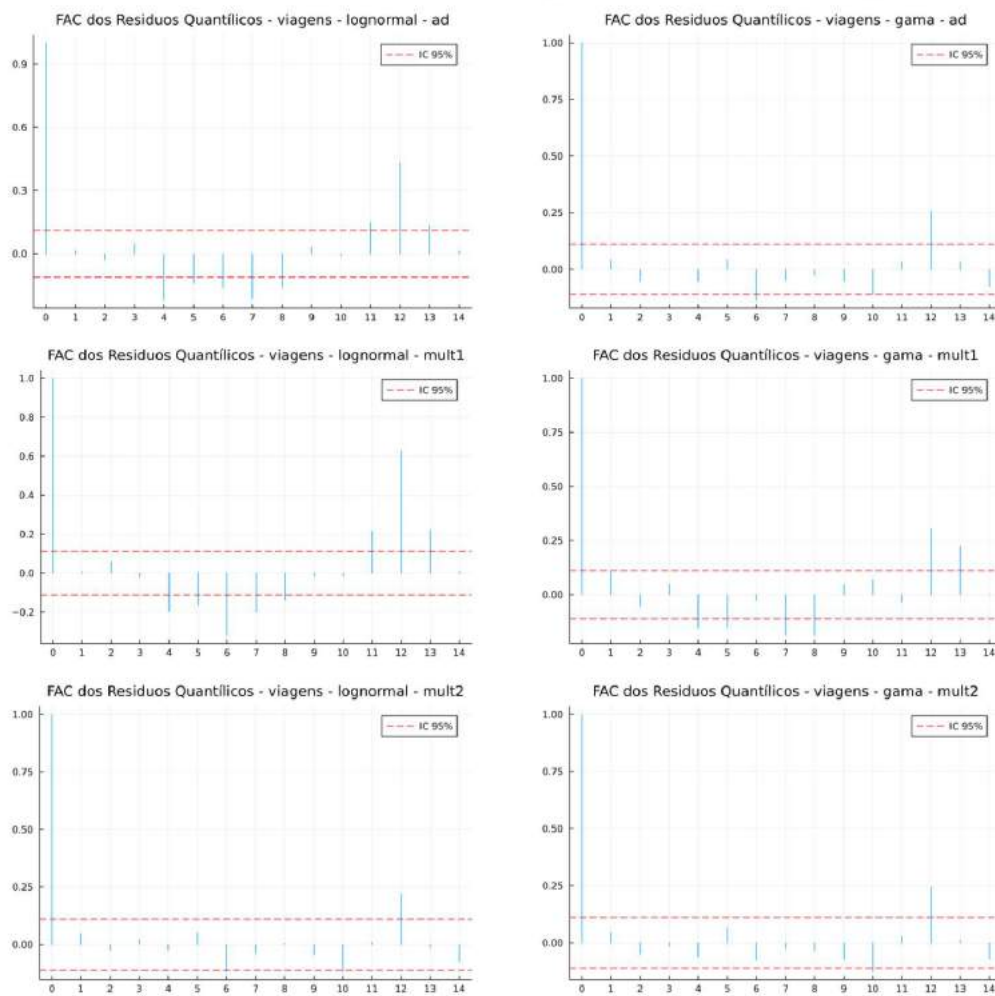 FAC dos Residuos Quantílicos - viagens - lognormal - ad
IC 95%
0.9
0.6
0.3
0.0
0 1 2 3 4 5 6 7 8 9 10 11 12 13 14
FAC dos Residuos Quantílicos - viagens - gama - ad
IC 95%
1.00
0.75
0.50
0.25
0.00
0 1 2 3 4 5 6 7 8 9 10 11 12 13 14
FAC dos Residuos Quantílicos - viagens - lognormal - mult1
IC 95%
1.0
0.8
0.6
0.4
0.2
0.0
−0.2
0 1 2 3 4 5 6 7 8 9 10 11 12 13 14
FAC dos Residuos Quantílicos - viagens - gama - mult1
IC 95%
1.00
0.75
0.50
0.25
0.00
0 1 2 3 4 5 6 7 8 9 10 11 12 13 14
FAC dos Residuos Quantílicos - viagens - lognormal - mult2
IC 95%
1.00
0.75
0.50
0.25
0.00
0 1 2 3 4 5 6 7 8 9 10 11 12 13 14
FAC dos Residuos Quantílicos - viagens - gama - mult2
IC 95%
1.00
0.75
0.50
0.25
0.00
0 1 2 3 4 5 6 7 8 9 10 11 12 13 14